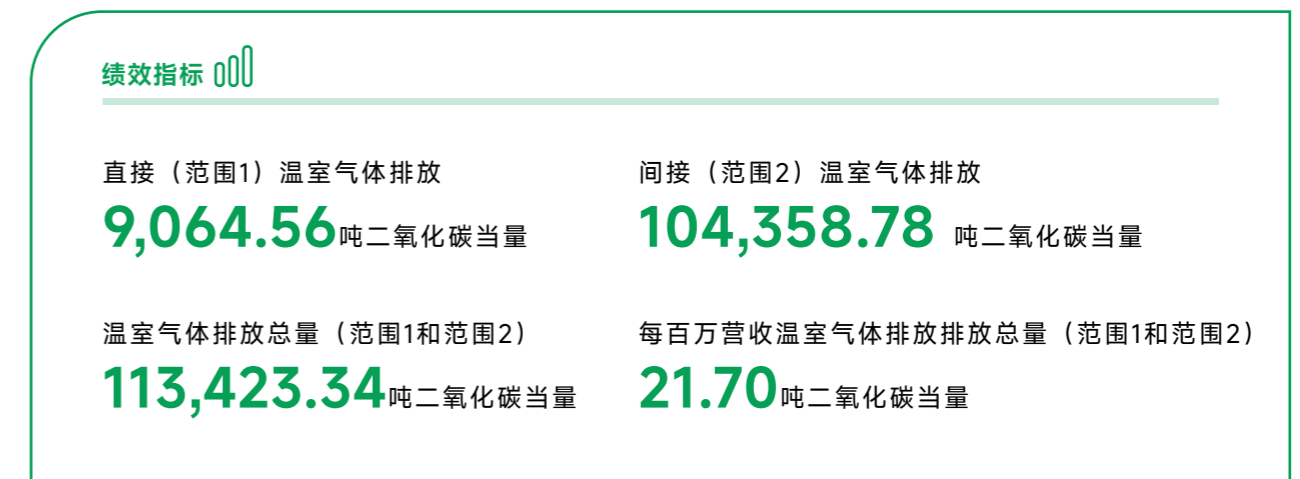 绩效指标
直接（范围1）温室气体排放
9,064.56吨二氧化碳当量
间接（范围2）温室气体排放
104,358.78 吨二氧化碳当量
温室气体排放总量（范围1和范围2）
113,423.34吨二氧化碳当量
每百万营收温室气体排放排放总量（范围1和范围2）
21.70吨二氧化碳当量